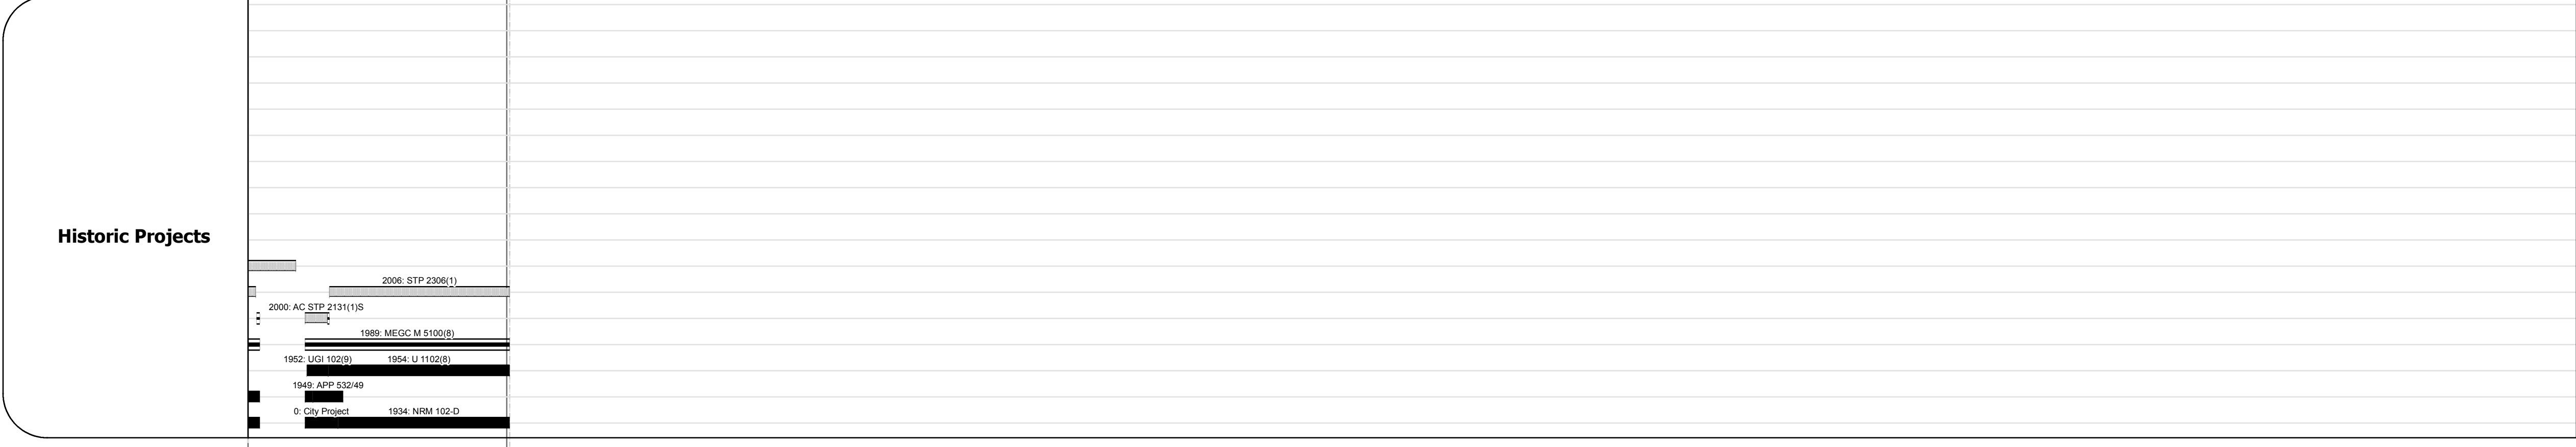 Historic Projects
2006: STP 2306(1)
2000: AC STP 2131(1)S
1989: MEGC M 5100(8)
1952: UGI 102(9) 1954: U 1102(8)
1949: APP 532/49
0: City Project 1934: NRM 102-D